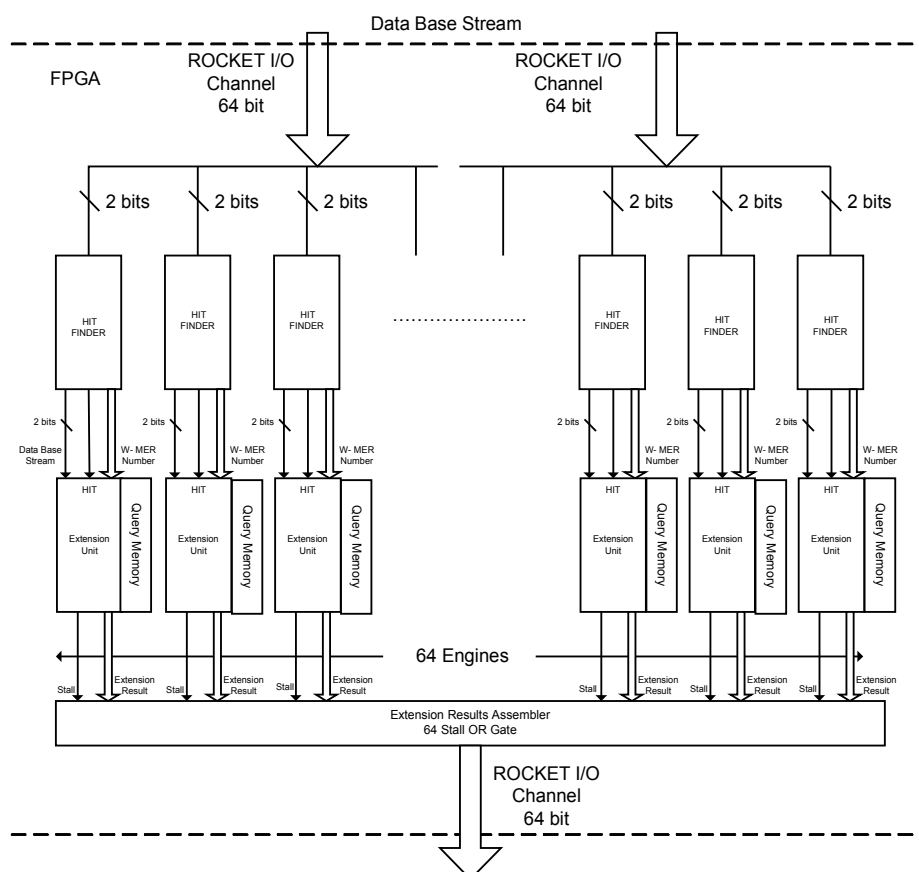 Data Base Stream
FPGA
ROCKET I/O
Channel
64 bit
ROCKET I/O
Channel
64 bit
2 bits
2 bits
2 bits
2 bits
2 bits
2 bits
HIT
FINDER
HIT
FINDER
HIT
FINDER
....................
HIT
FINDER
HIT
FINDER
HIT
FINDER
2 bits
2 bits
2 bits
2 bits
2 bits
2 bits
Data Base
Stream
W- MER
Number
W- MER
Number
W- MER
Number
W- MER
Number
W- MER
Number
W- MER
Number
HIT
Extension
Unit
Query Memory
HIT
Extension
Unit
Query Memory
HIT
Extension
Unit
Query Memory
HIT
Extension
Unit
Query Memory
HIT
Extension
Unit
Query Memory
HIT
Extension
Unit
Query Memory
64 Engines
Stall
Extension
Result
Stall
Extension
Result
Stall
Extension
Result
Stall
Extension
Result
Stall
Extension
Result
Stall
Extension
Result
Extension Results Assembler
64 Stall OR Gate
ROCKET I/O
Channel
64 bit